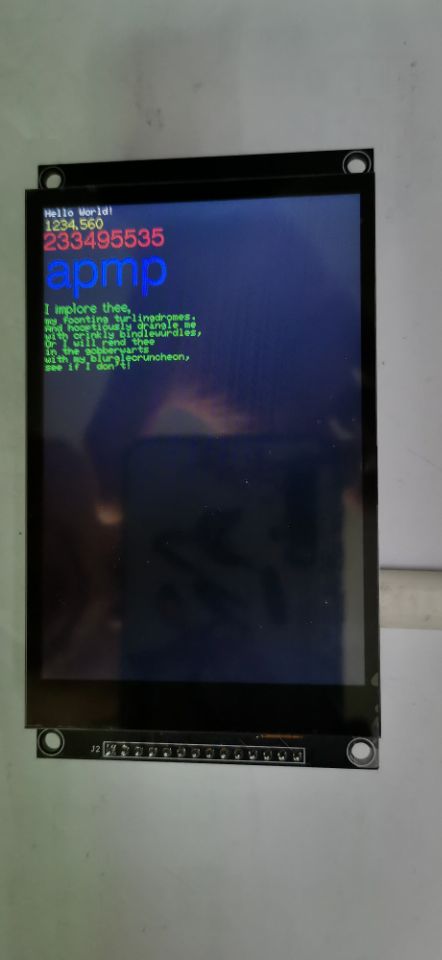 Hello World!
1234.560
233495535
apmp
I implore thee,
my foonting turlingdromes.
And hooptiously drangle me
with crinkly bindlewurdles,
Or I will rend thee
in the gobberwarts
with my blurglecruncheon,
see if I don't!
J2